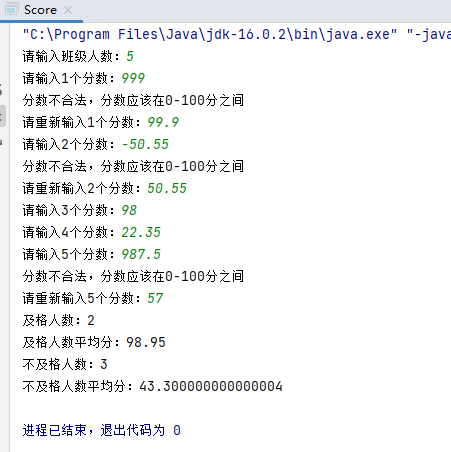 Score
"C:\Program Files\Java\jdk-16.0.2\bin\java.exe" "-java
请输入班级人数：5
请输入1个分数：999
分数不合法，分数应该在0-100分之间
请重新输入1个分数：99.9
请输入2个分数：-50.55
分数不合法，分数应该在0-100分之间
请重新输入2个分数：50.55
请输入3个分数：98
请输入4个分数：22.35
请输入5个分数：987.5
分数不合法，分数应该在0-100分之间
请重新输入5个分数：57
及格人数：2
及格人数平均分：98.95
不及格人数：3
不及格人数平均分：43.300000000000004
进程已结束，退出代码为 0